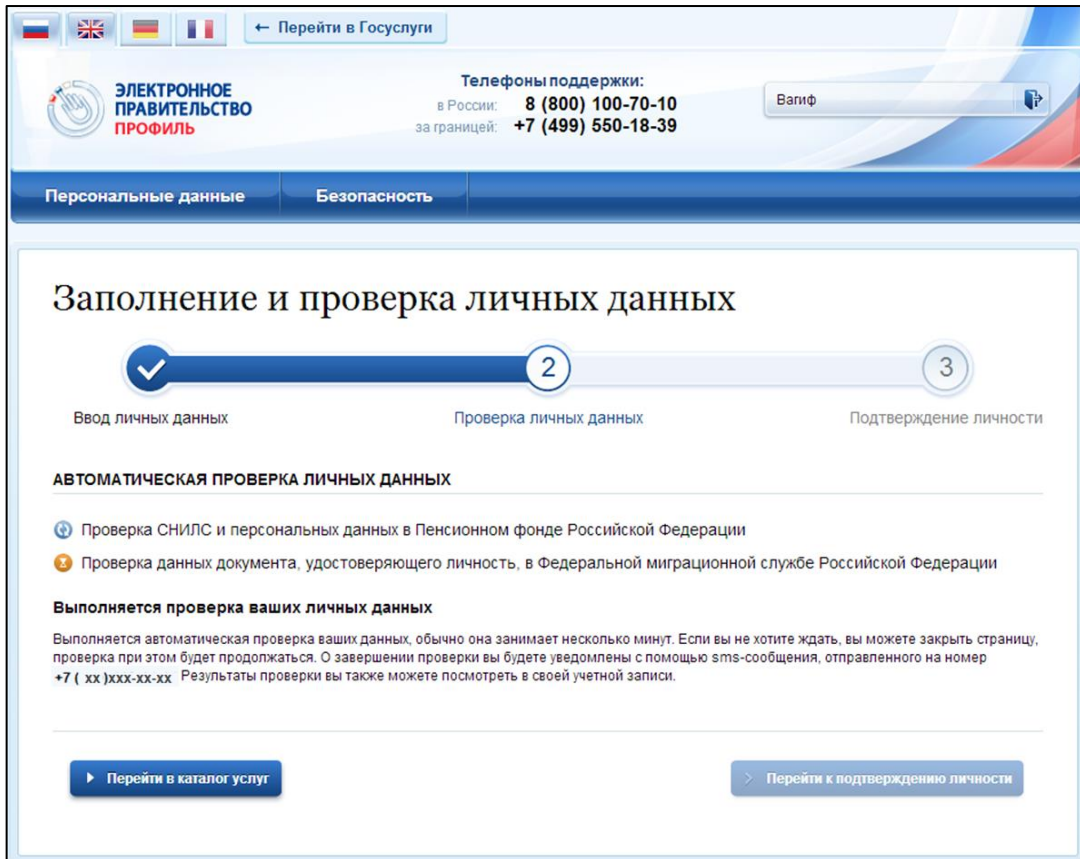 ← Перейти в Госуслуги
ЭЛЕКТРОННОЕ
ПРАВИТЕЛЬСТВО
ПРОФИЛЬ
Телефоны поддержки:
в России: 8 (800) 100-70-10
за границей: +7 (499) 550-18-39
Вагиф
Персональные данные Безопасность
Заполнение и проверка личных данных
2 3
Ввод личных данных Проверка личных данных Подтверждение личности
АВТОМАТИЧЕСКАЯ ПРОВЕРКА ЛИЧНЫХ ДАННЫХ
Проверка СНИЛС и персональных данных в Пенсионном фонде Российской Федерации
Проверка данных документа, удостоверяющего личность, в Федеральной миграционной службе Российской Федерации
Выполняется проверка ваших личных данных
Выполняется автоматическая проверка ваших данных, обычно она занимает несколько минут. Если вы не хотите ждать, вы можете закрыть страницу,
проверка при этом будет продолжаться. О завершении проверки вы будете уведомлены с помощью sms-сообщения, отправленного на номер
+7 ( xx )xxx-xx-xx Результаты проверки вы также можете посмотреть в своей учетной записи.
Перейти в каталог услуг Перейти к подтверждению личности